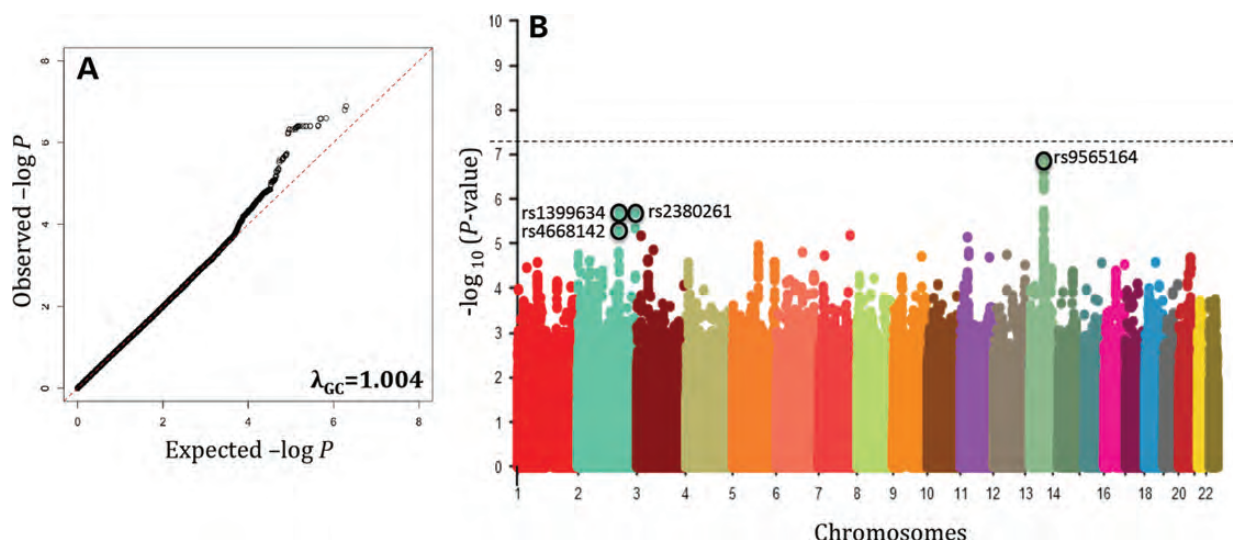 A
8
6
4
2
0
Observed –log P
λGC=1.004
0 2 4 6 8
Expected –log P
B
10
9
8
7
6
5
4
3
2
1
0
-log 10 (P-value)
rs9565164
rs1399634 rs2380261
rs4668142
1 2 3 4 5 6 7 8 9 10 11 12 13 14 16 18 20 22
Chromosomes